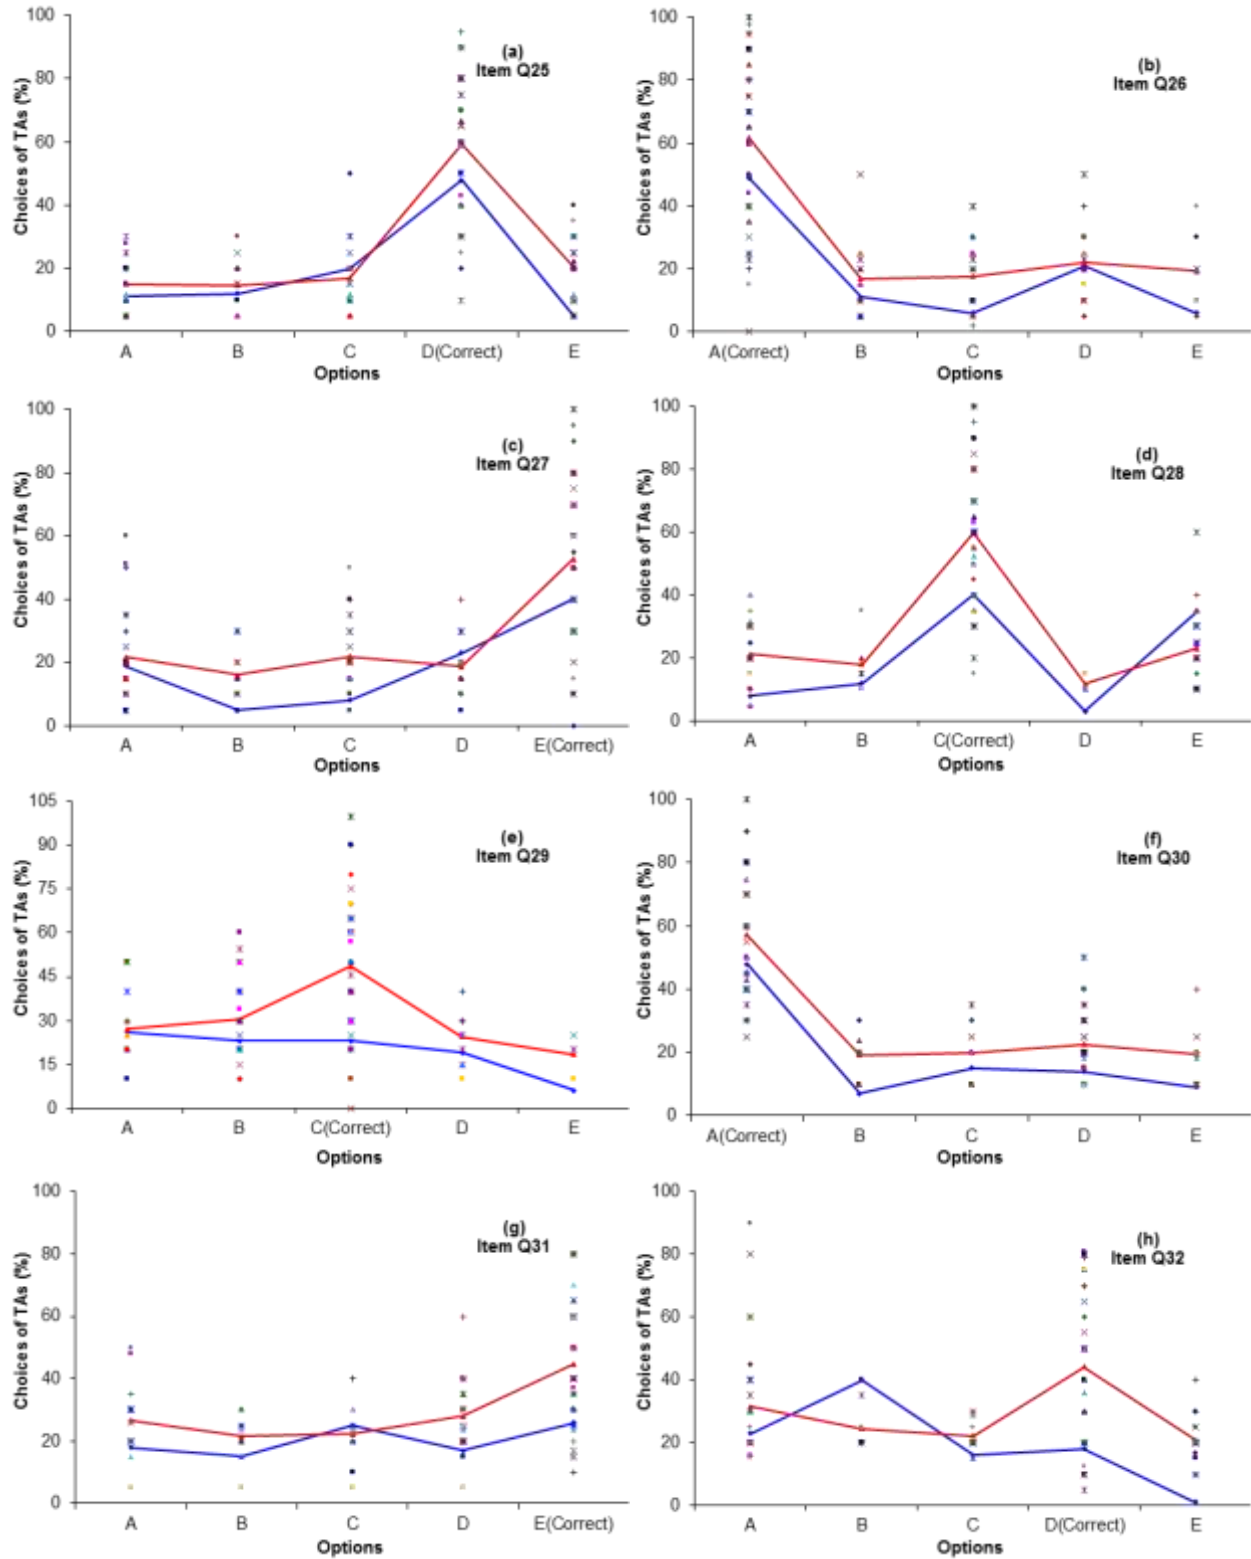 (a)
Item Q25
Choices of TAs (%)
100
80
60
40
20
0
A
B
C
D(Correct)
E
Options
(b)
Item Q26
Choices of TAs (%)
100
80
60
40
20
0
A(Correct)
B
C
D
E
Options
(c)
Item Q27
Choices of TAs (%)
100
80
60
40
20
0
A
B
C
D
E(Correct)
Options
(d)
Item Q28
Choices of TAs (%)
100
80
60
40
20
0
A
B
C(Correct)
D
E
Options
(e)
Item Q29
Choices of TAs (%)
105
90
75
60
45
30
15
0
A
B
C(Correct)
D
E
Options
(f)
Item Q30
Choices of TAs (%)
100
80
60
40
20
0
A(Correct)
B
C
D
E
Options
(g)
Item Q31
Choices of TAs (%)
100
80
60
40
20
0
A
B
C
D
E(Correct)
Options
(h)
Item Q32
Choices of TAs (%)
100
80
60
40
20
0
A
B
C
D(Correct)
E
Options